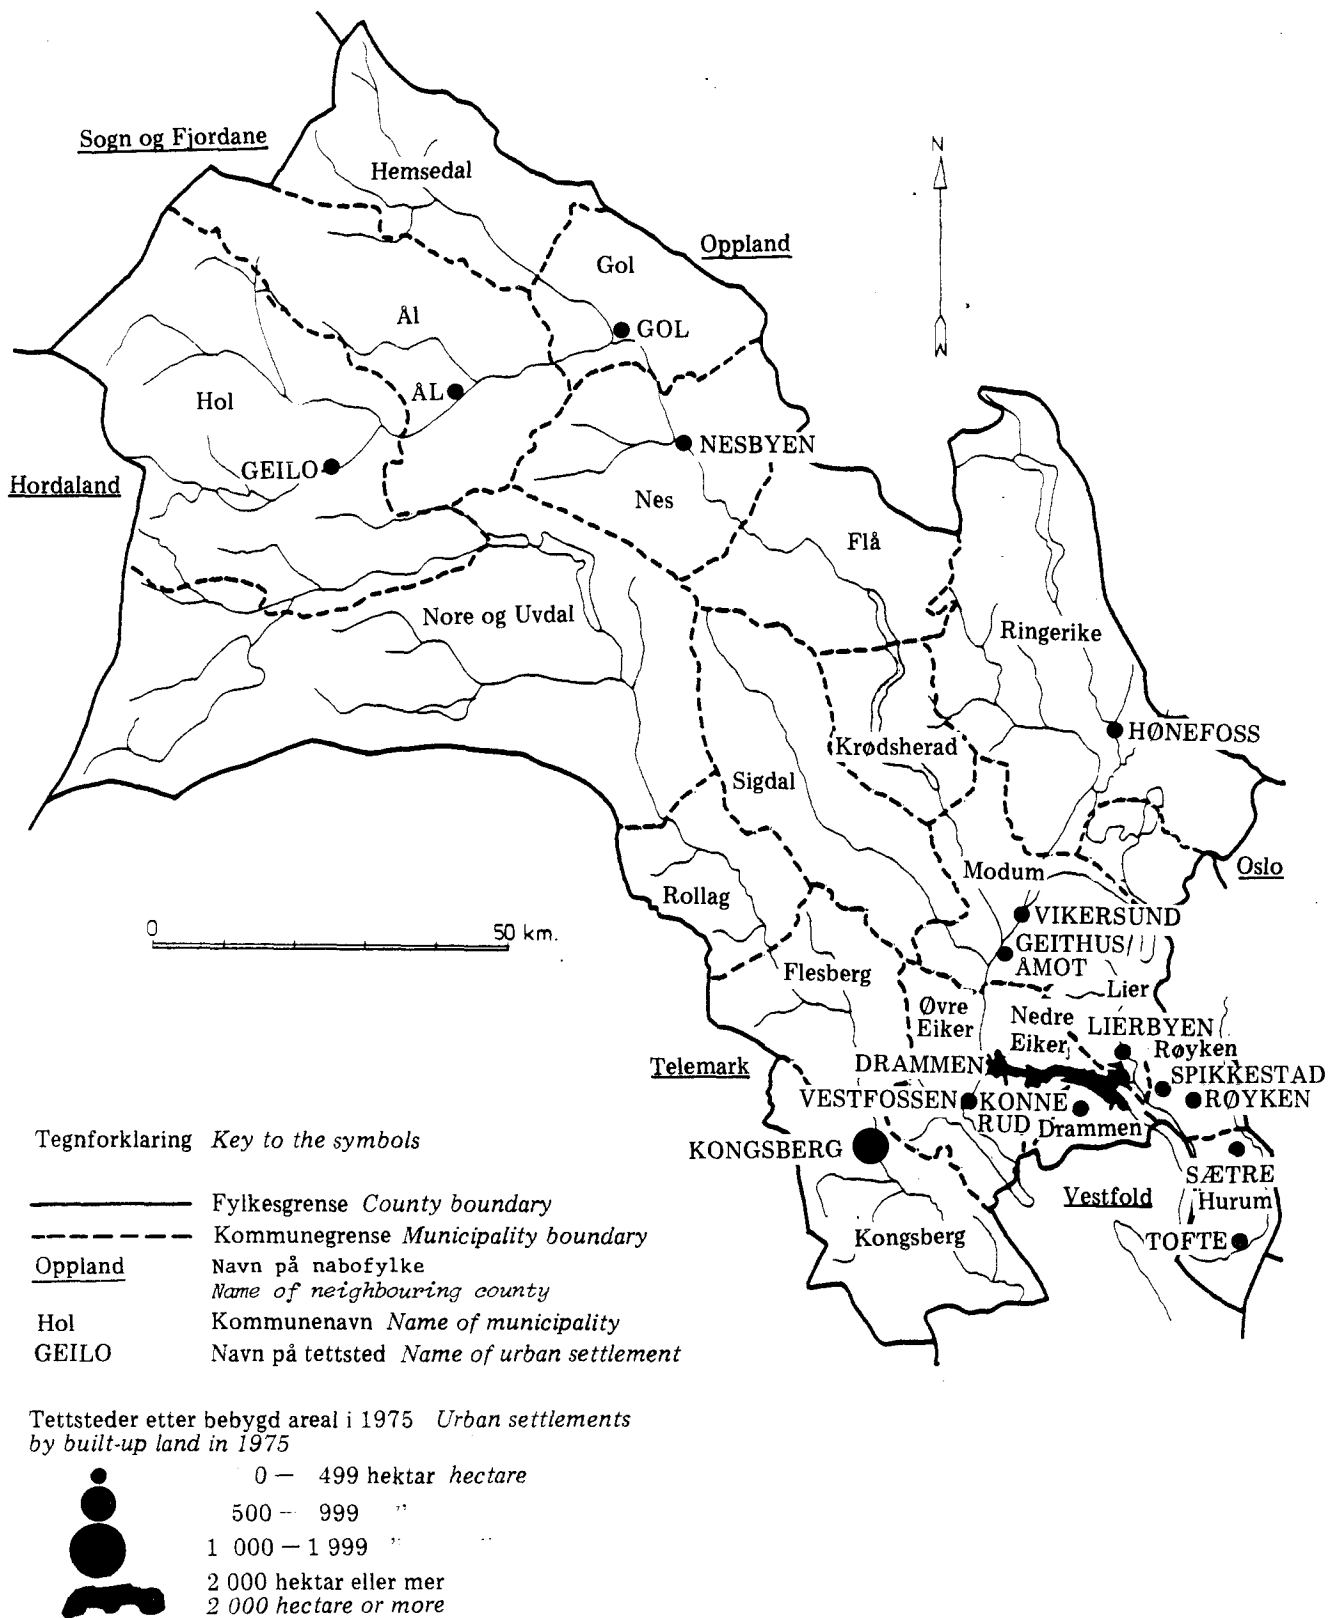 Sogn og Fjordane
Hemsedal
N
Oppland
Gol
GOL
Ål
ÅL
Hol
NESBYEN
GEILO
Hordaland
Nes
Flå
Nore og Uvdal
Ringerike
HØNEFOSS
Krødsherad
Sigdal
Modum
Oslo
Rollag
VIKERSUND
0 50 km.
GEITHUS/
ÅMOT
Flesberg
Lier
Øvre
Eiker
Nedre
Eiker
LIERBYEN
Røyken
DRAMMEN
Telemark
SPIKKESTAD
VESTFOSSEN
KONNE
RUD
RØYKEN
Drammen
KONGSBERG
SÆTRE
Vestfold
Hurum
Kongsberg
TOFTE
Tegnforklaring Key to the symbols
Fylkesgrense County boundary
Kommunegrense Municipality boundary
Oppland Navn på nabofylke
Name of neighbouring county
Hol Kommunenavn Name of municipality
GEILO Navn på tettsted Name of urban settlement
Tettsteder etter bebygd areal i 1975 Urban settlements
by built-up land in 1975
0 — 499 hektar hectare
500 — 999 "
1 000 — 1 999 " "
2 000 hektar eller mer
2 000 hectare or more